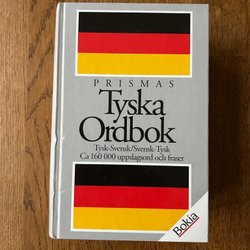 PRISMAS
Tyska
Ordbok
Tysk-Svensk/Svensk-Tysk
Ca 160 000 uppslagsord och fraser
Bokia